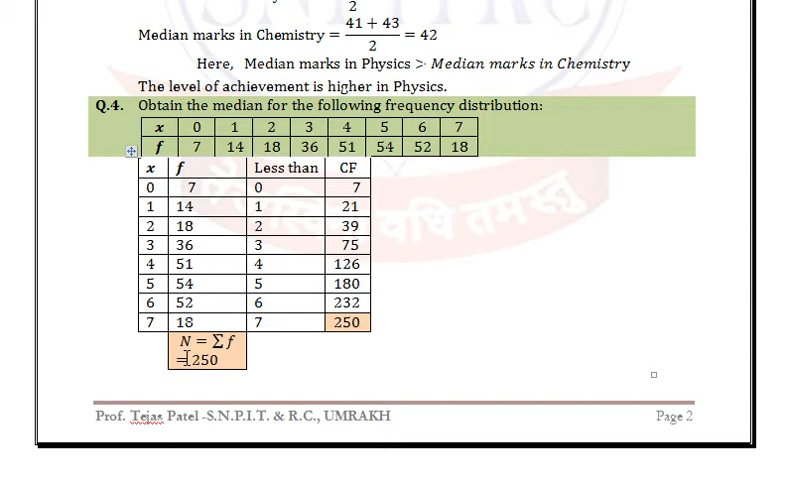 2
Median marks in Chemistry = 41 + 43 / 2 = 42
Here, Median marks in Physics > Median marks in Chemistry
The level of achievement is higher in Physics.
Q.4. Obtain the median for the following frequency distribution:
x 0 1 2 3 4 5 6 7
f 7 14 18 36 51 54 52 18
x f Less than CF
0 7 0 7
1 14 1 21
2 18 2 39
3 36 3 75
4 51 4 126
5 54 5 180
6 52 6 232
7 18 7 250
N = Σ f
= 250
Prof. Tejas Patel -S.N.P.I.T. & R.C., UMRAKH Page 2